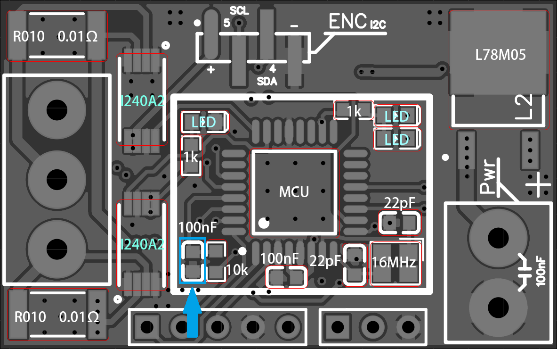 R010 0.01Ω
SCL
5
ENC I2C
+
4
SDA
L78M05
L2
I240A2
LED
1k
LED
LED
1k
MCU
Pwr
+
100nF
22pF
I240A2
10k
100nF
22pF
16MHz
100nF
R010 0.01Ω